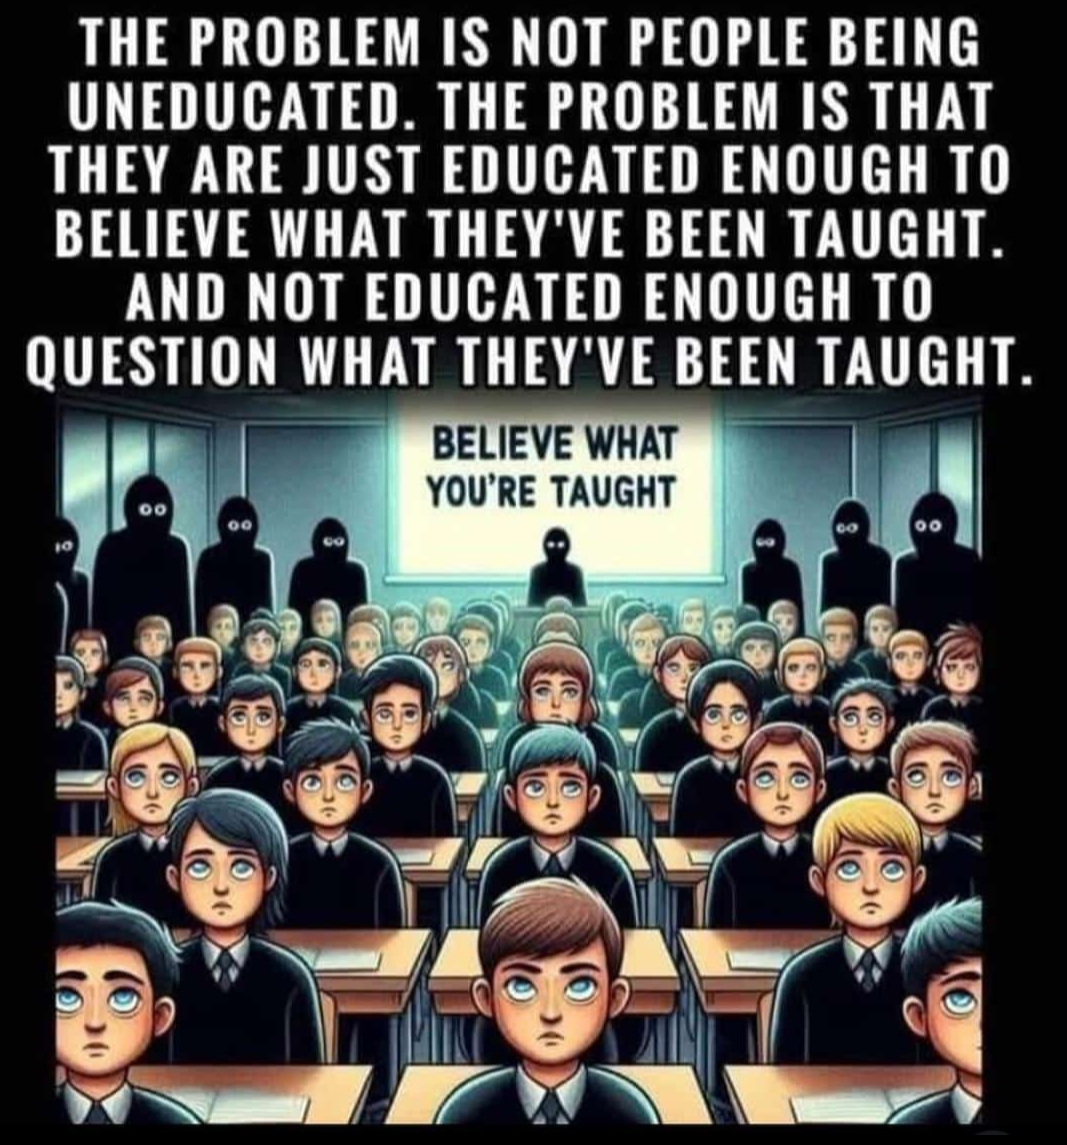 THE PROBLEM IS NOT PEOPLE BEING
UNEDUCATED. THE PROBLEM IS THAT
THEY ARE JUST EDUCATED ENOUGH TO
BELIEVE WHAT THEY'VE BEEN TAUGHT.
AND NOT EDUCATED ENOUGH TO
QUESTION WHAT THEY'VE BEEN TAUGHT.
BELIEVE WHAT
YOU'RE TAUGHT